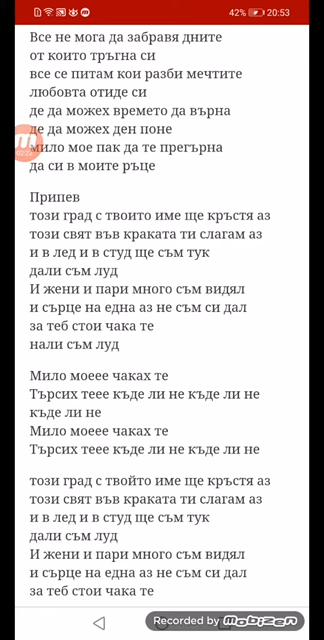 42% 20:53
Все не мога да забравя дните
от които тръгна си
все се питам кои разби мечтите
любовта отиде си
де да можех времето да върна
де да можех ден поне
мило мое пак да те прегърна
да си в моите ръце
Припев
този град с твоито име ще кръстя аз
този свят във краката ти слагам аз
и в лед и в студ ще съм тук
дали съм луд
И жени и пари много съм видял
и сърце на една аз не съм си дал
за теб стои чака те
нали съм луд
Мило моеее чаках те
Търсих теее къде ли не къде ли не
къде ли не
Мило моеее чаках те
Търсих теее къде ли не къде ли не
този град с твойто име ще кръстя аз
този свят във краката ти слагам аз
и в лед и в студ ще съм тук
дали съм луд
И жени и пари много съм видял
и сърце на една аз не съм си дал
за теб стои чака те
Recorded by mobizen